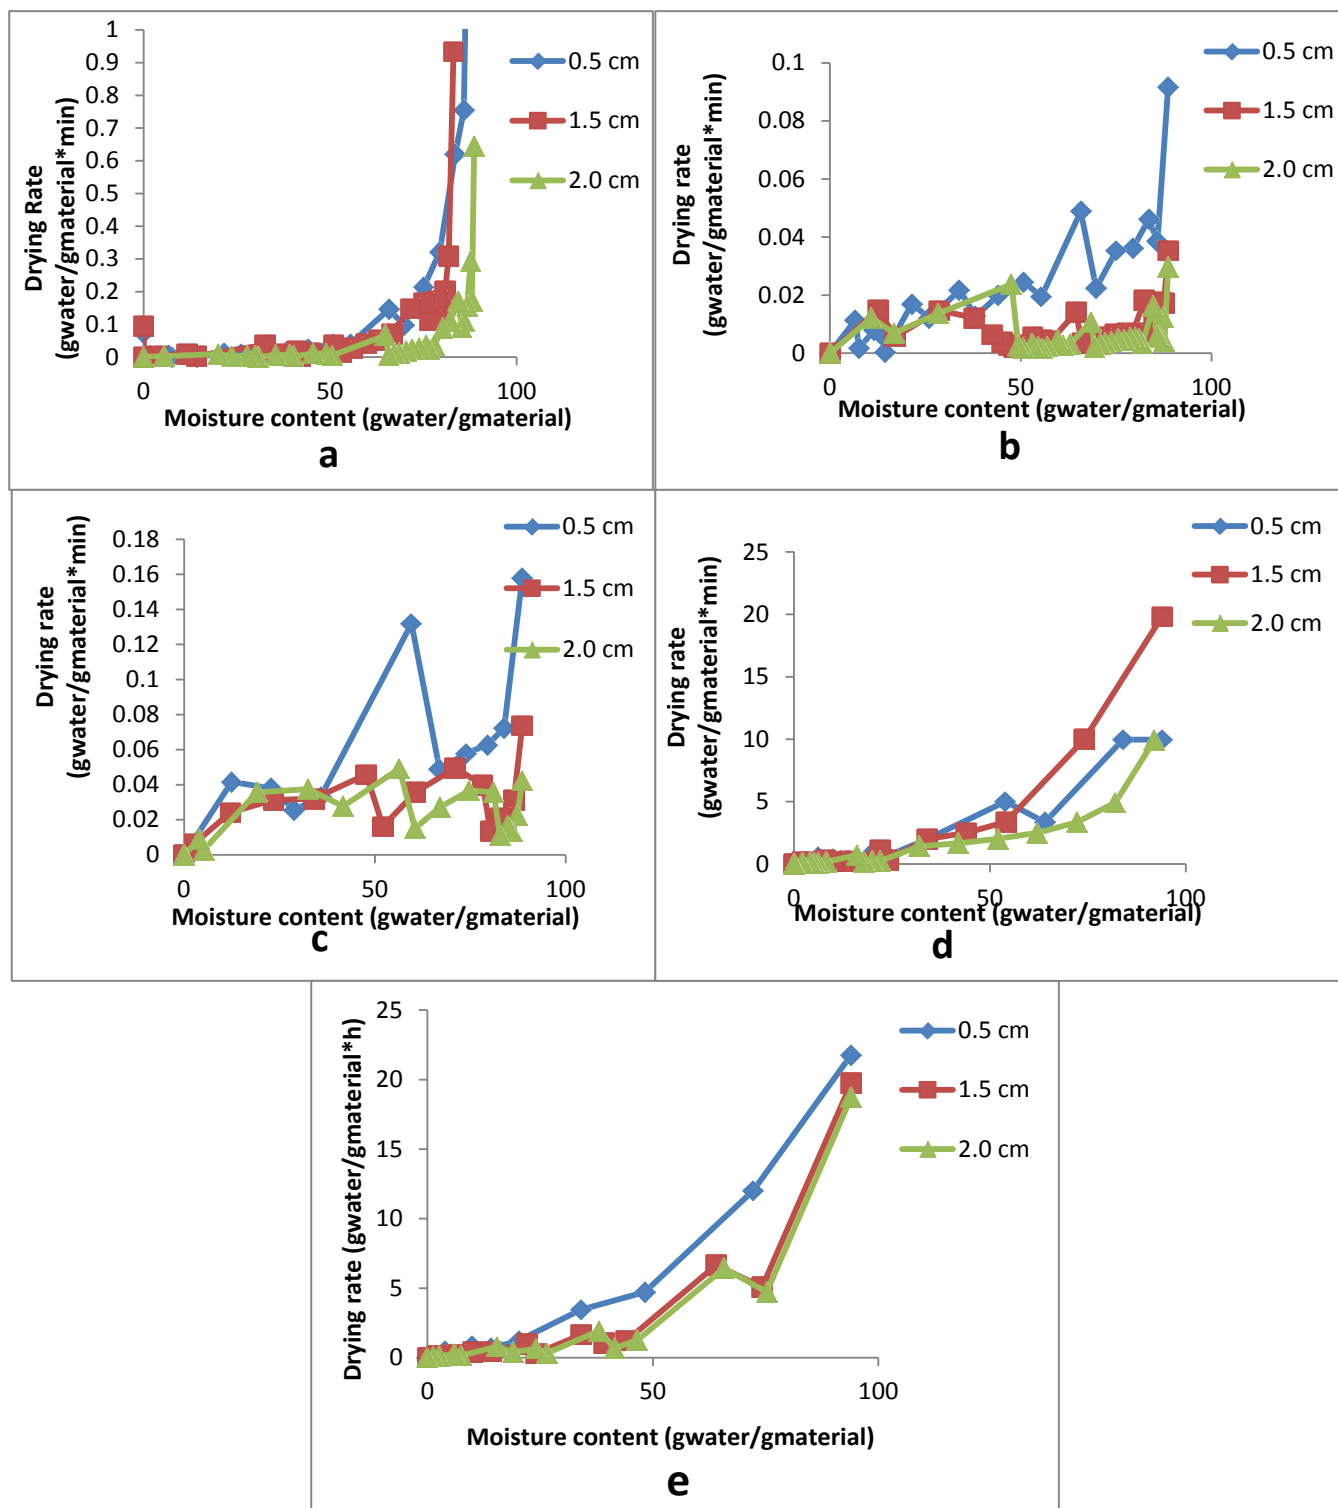 Drying Rate
(gwater/gmaterial*min)
1
0.9
0.8
0.7
0.6
0.5
0.4
0.3
0.2
0.1
0
0
50
100
Moisture content (gwater/gmaterial)
0.5 cm
1.5 cm
2.0 cm
a
Drying rate
(gwater/gmaterial*min)
0.1
0.08
0.06
0.04
0.02
0
0
50
100
Moisture content (gwater/gmaterial)
0.5 cm
1.5 cm
2.0 cm
b
Drying rate
(gwater/gmaterial*min)
0.18
0.16
0.14
0.12
0.1
0.08
0.06
0.04
0.02
0
0
50
100
Moisture content (gwater/gmaterial)
0.5 cm
1.5 cm
2.0 cm
c
Drying rate
(gwater/gmaterial*min)
25
20
15
10
5
0
0
50
100
Moisture content (gwater/gmaterial)
0.5 cm
1.5 cm
2.0 cm
d
Drying rate (gwater/gmaterial*h)
25
20
15
10
5
0
0
50
100
Moisture content (gwater/gmaterial)
0.5 cm
1.5 cm
2.0 cm
e